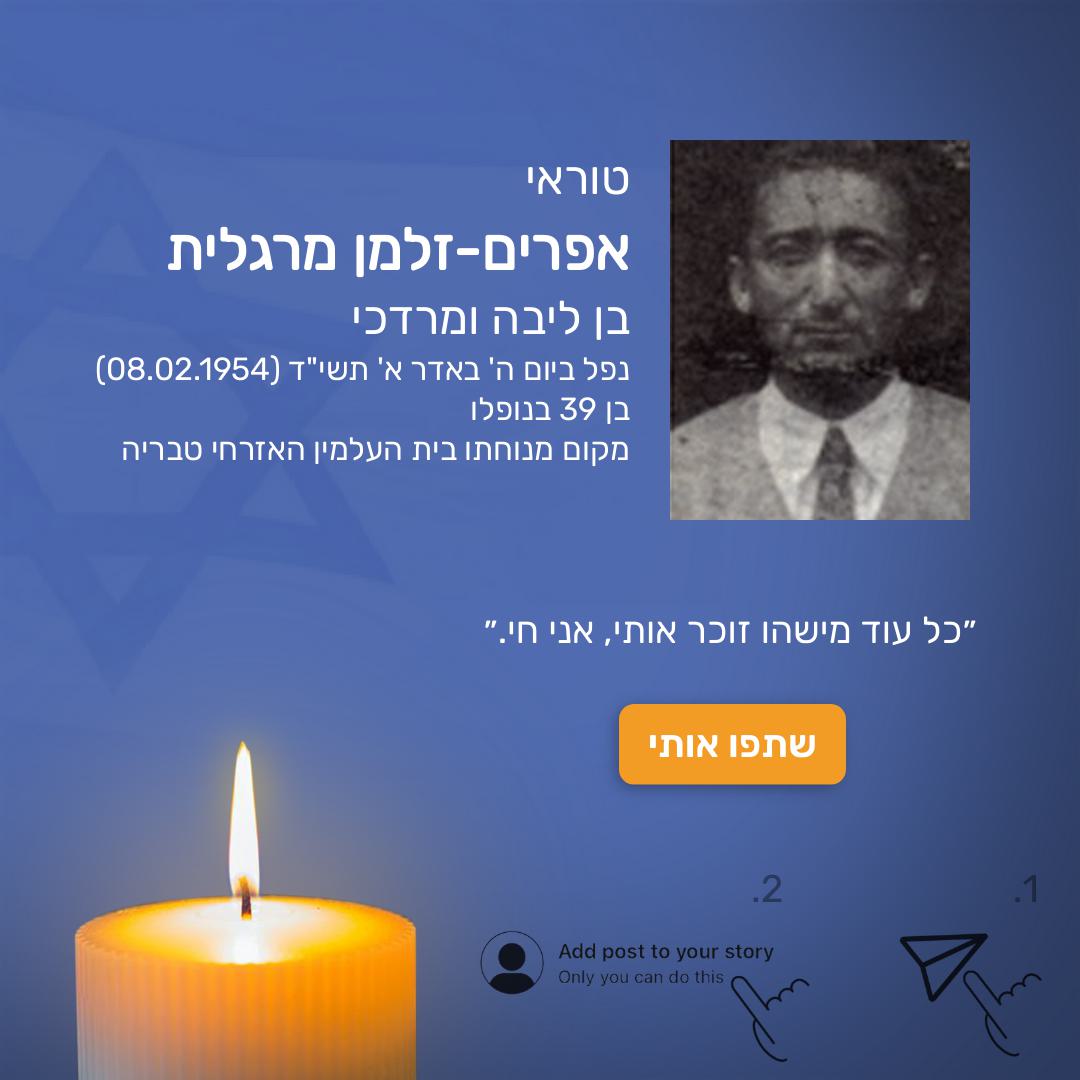 טוראי
אפרים-זלמן מרגלית
בן ליבה ומרדכי
נפל ביום ה' באדר א' תשי"ד (08.02.1954)
בן 39 בנופלו
מקום מנוחתו בית העלמין האזרחי טבריה
״כל עוד מישהו זוכר אותי, אני חי.״
שתפו אותי
1.
2.
Add post to your story
Only you can do this